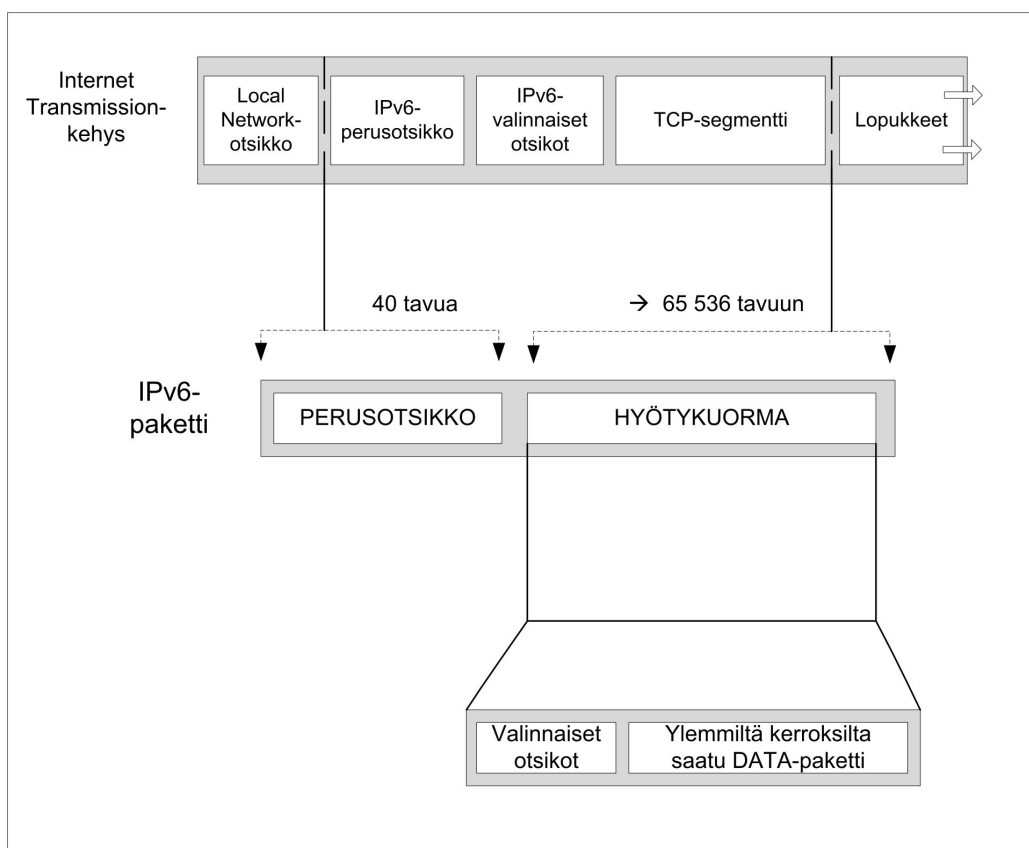 Internet
Transmission-
kehys
Local
Network-
otsikko
IPv6-
perusotsikko
IPv6-
valinnaiset
otsikot
TCP-segmentti
Lopukkeet
40 tavua
→ 65 536 tavuun
IPv6-
paketti
PERUSOTSIKKO
HYÖTYKUORMA
Valinnaiset
otsikot
Ylemmiltä kerroksilta
saatu DATA-paketti